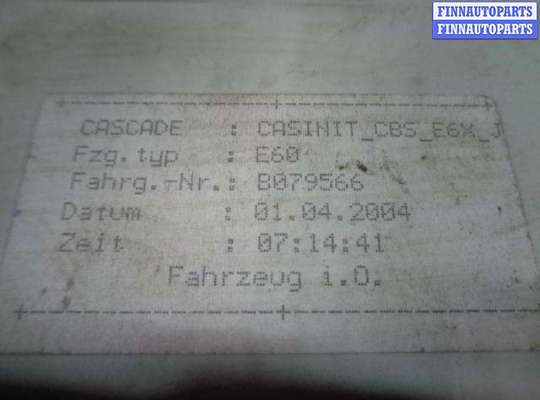 FINNAUTOPARTS
FINNAUTOPARTS
CASCADE : CASINIT_CBS_E6X_J
Fzg.typ : E60
Fahrg.-Nr.: B079566
Datum : 01.04.2004
Zeit : 07:14:41
Fahrzeug i.O.